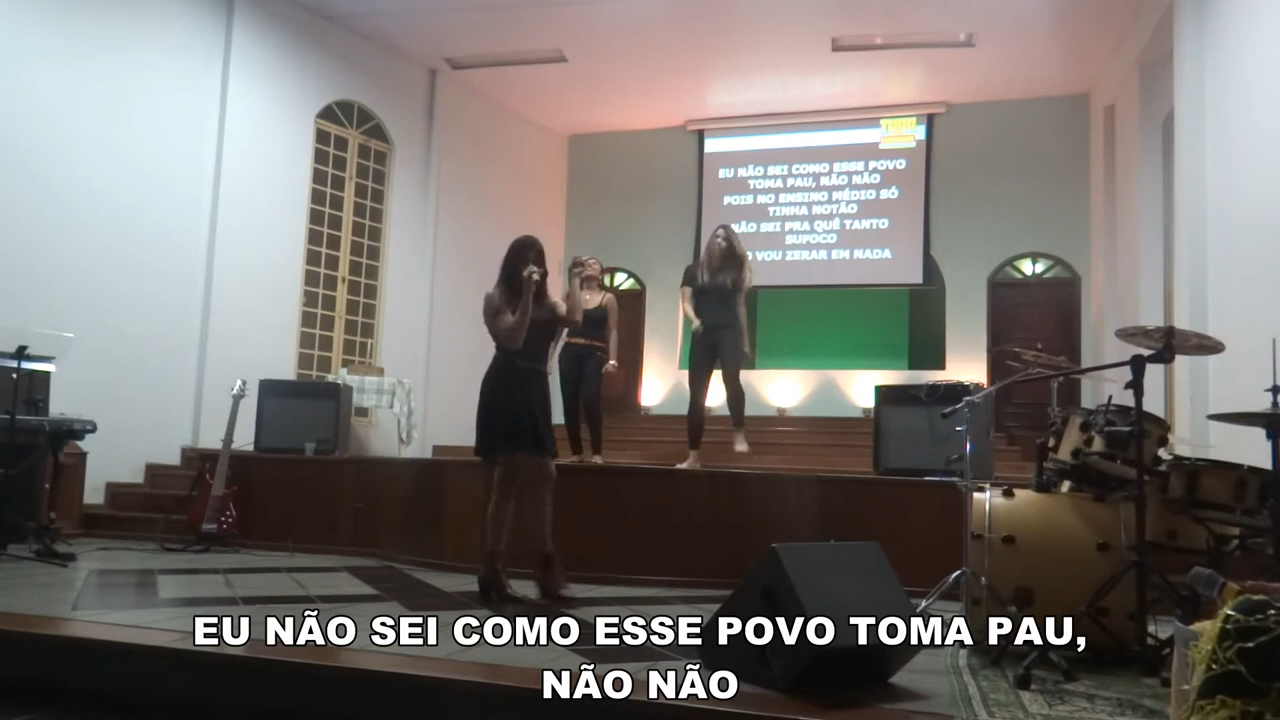 EU NÃO SEI COMO ESSE POVO
TOMA PAU, NÃO NÃO
POIS NO ENSINO MÉDIO SÓ
TINHA NOTÃO
NÃO SEI PRA QUÊ TANTO
SUFOCO
VOU ZERAR EM NADA
EU NÃO SEI COMO ESSE POVO TOMA PAU,
NÃO NÃO